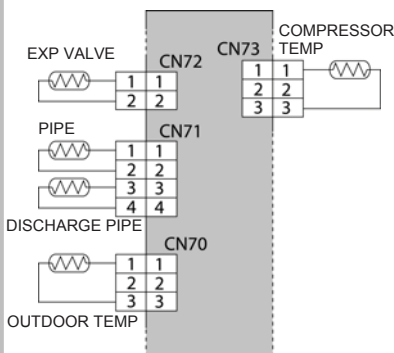 COMPRESSOR
TEMP
EXP VALVE
CN72
CN73
1 1
2 2
1 1
2 2
3 3
PIPE
CN71
1 1
2 2
3 3
4 4
DISCHARGE PIPE
CN70
1 1
2 2
3 3
OUTDOOR TEMP